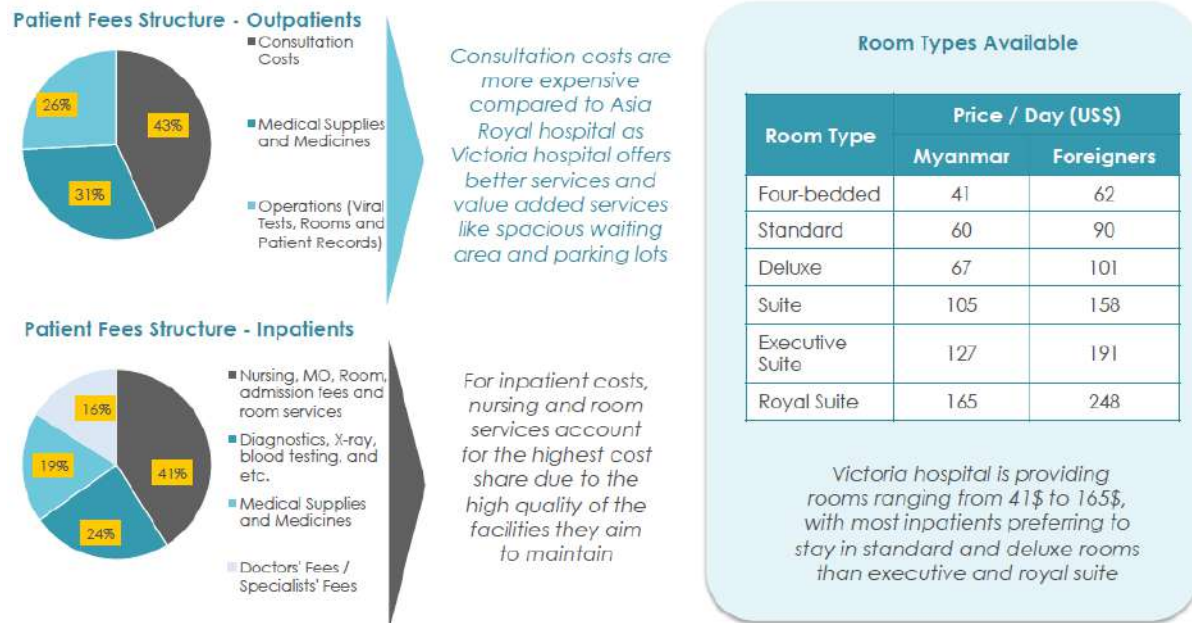 Patient Fees Structure - Outpatients
43%
31%
26%
Consultation
Costs
Medical Supplies
and Medicines
Operations (Viral
Tests, Rooms and
Patient Records)
Consultation costs are
more expensive
compared to Asia
Royal hospital as
Victoria hospital offers
better services and
value added services
like spacious waiting
area and parking lots
Patient Fees Structure - Inpatients
41%
24%
19%
16%
Nursing, MO, Room,
admission fees and
room services
Diagnostics, X-ray,
blood testing, and
etc.
Medical Supplies
and Medicines
Doctors' Fees /
Specialists' Fees
For inpatient costs,
nursing and room
services account
for the highest cost
share due to the
high quality of the
facilities they aim
to maintain
Room Types Available
Room Type Price / Day (US$)
Myanmar Foreigners
Four-bedded 41 62
Standard 60 90
Deluxe 67 101
Suite 105 158
Executive
Suite 127 191
Royal Suite 165 248
Victoria hospital is providing
rooms ranging from 41$ to 165$,
with most inpatients preferring to
stay in standard and deluxe rooms
than executive and royal suite